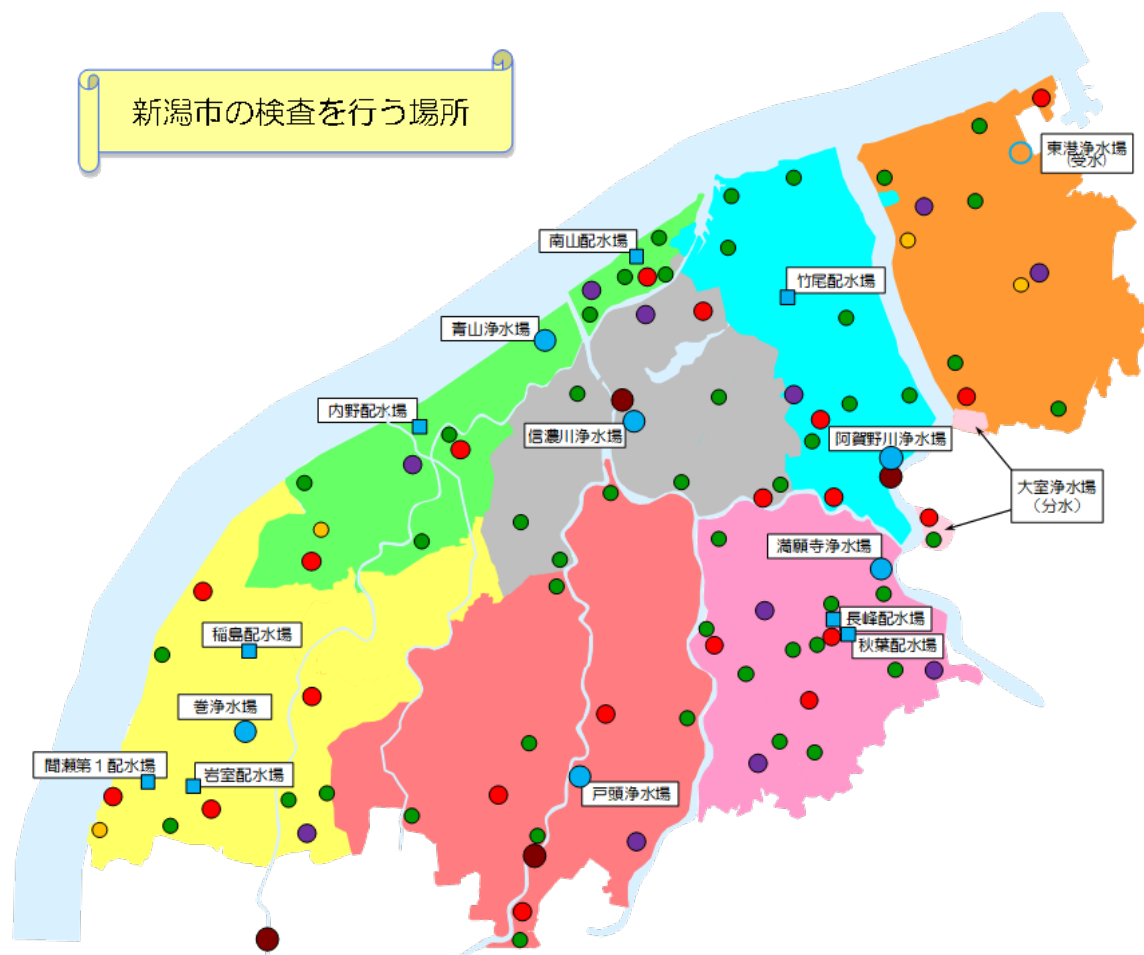 新潟市の検査を行う場所
東港浄水場
(受水)
南山配水場
竹尾配水場
青山浄水場
内野配水場
信濃川浄水場
阿賀野川浄水場
大室浄水場
(分水)
満願寺浄水場
長峰配水場
秋葉配水場
稲島配水場
巻浄水場
間瀬第1配水場
岩室配水場
戸頭浄水場